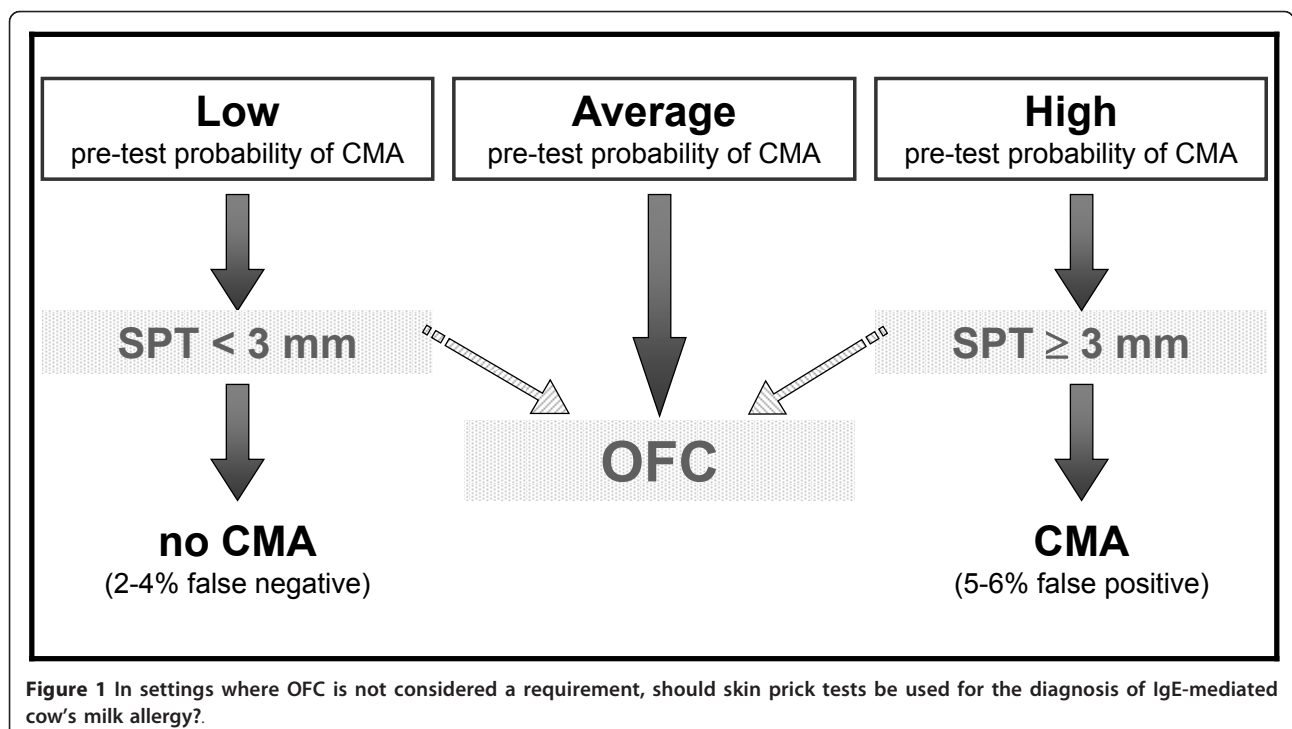 Low
pre-test probability of CMA
Average
pre-test probability of CMA
High
pre-test probability of CMA
SPT < 3 mm
SPT ≥ 3 mm
OFC
no CMA
(2-4% false negative)
CMA
(5-6% false positive)
Figure 1 In settings where OFC is not considered a requirement, should skin prick tests be used for the diagnosis of IgE-mediated
cow's milk allergy?.